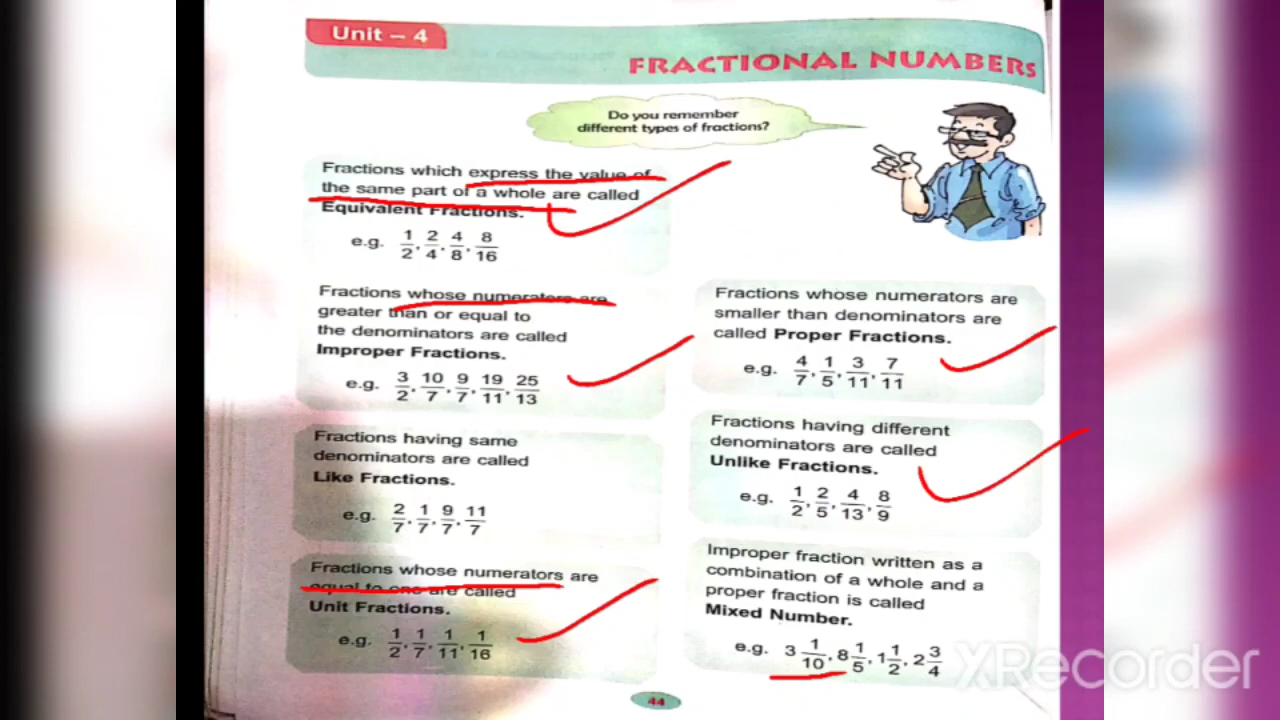 Unit – 4
FRACTIONAL NUMBERS
Do you remember
different types of fractions?
Fractions which express the value of
the same part of a whole are called
Equivalent Fractions.
e.g. 1/2, 2/4, 4/8, 8/16
Fractions whose numerators are
greater than or equal to
the denominators are called
Improper Fractions.
e.g. 3/2, 10/7, 9/7, 19/11, 25/13
Fractions whose numerators are
smaller than denominators are
called Proper Fractions.
e.g. 4/7, 1/5, 3/11, 7/11
Fractions having same
denominators are called
Like Fractions.
e.g. 2/7, 1/7, 9/7, 11/7
Fractions having different
denominators are called
Unlike Fractions.
e.g. 1/2, 2/5, 4/13, 8/9
Fractions whose numerators are
equal to one are called
Unit Fractions.
e.g. 1/2, 1/7, 1/11, 1/16
Improper fraction written as a
combination of a whole and a
proper fraction is called
Mixed Number.
e.g. 3 1/10, 8 1/5, 1 1/2, 2 3/4
44
XRecorder